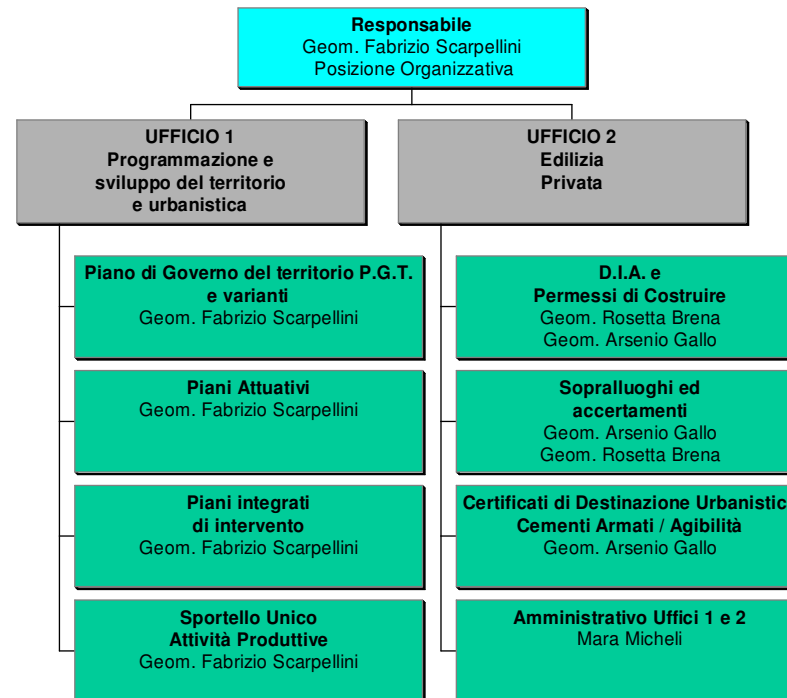 Responsabile
Geom. Fabrizio Scarpellini
Posizione Organizzativa
UFFICIO 1
Programmazione e
sviluppo del territorio
e urbanistica
UFFICIO 2
Edilizia
Privata
Piano di Governo del territorio P.G.T.
e varianti
Geom. Fabrizio Scarpellini
Piani Attuativi
Geom. Fabrizio Scarpellini
Piani integrati
di intervento
Geom. Fabrizio Scarpellini
Sportello Unico
Attività Produttive
Geom. Fabrizio Scarpellini
D.I.A. e
Permessi di Costruire
Geom. Rosetta Brena
Geom. Arsenio Gallo
Sopralluoghi ed
accertamenti
Geom. Arsenio Gallo
Geom. Rosetta Brena
Certificati di Destinazione Urbanistic
Cementi Armati / Agibilità
Geom. Arsenio Gallo
Amministrativo Uffici 1 e 2
Mara Micheli